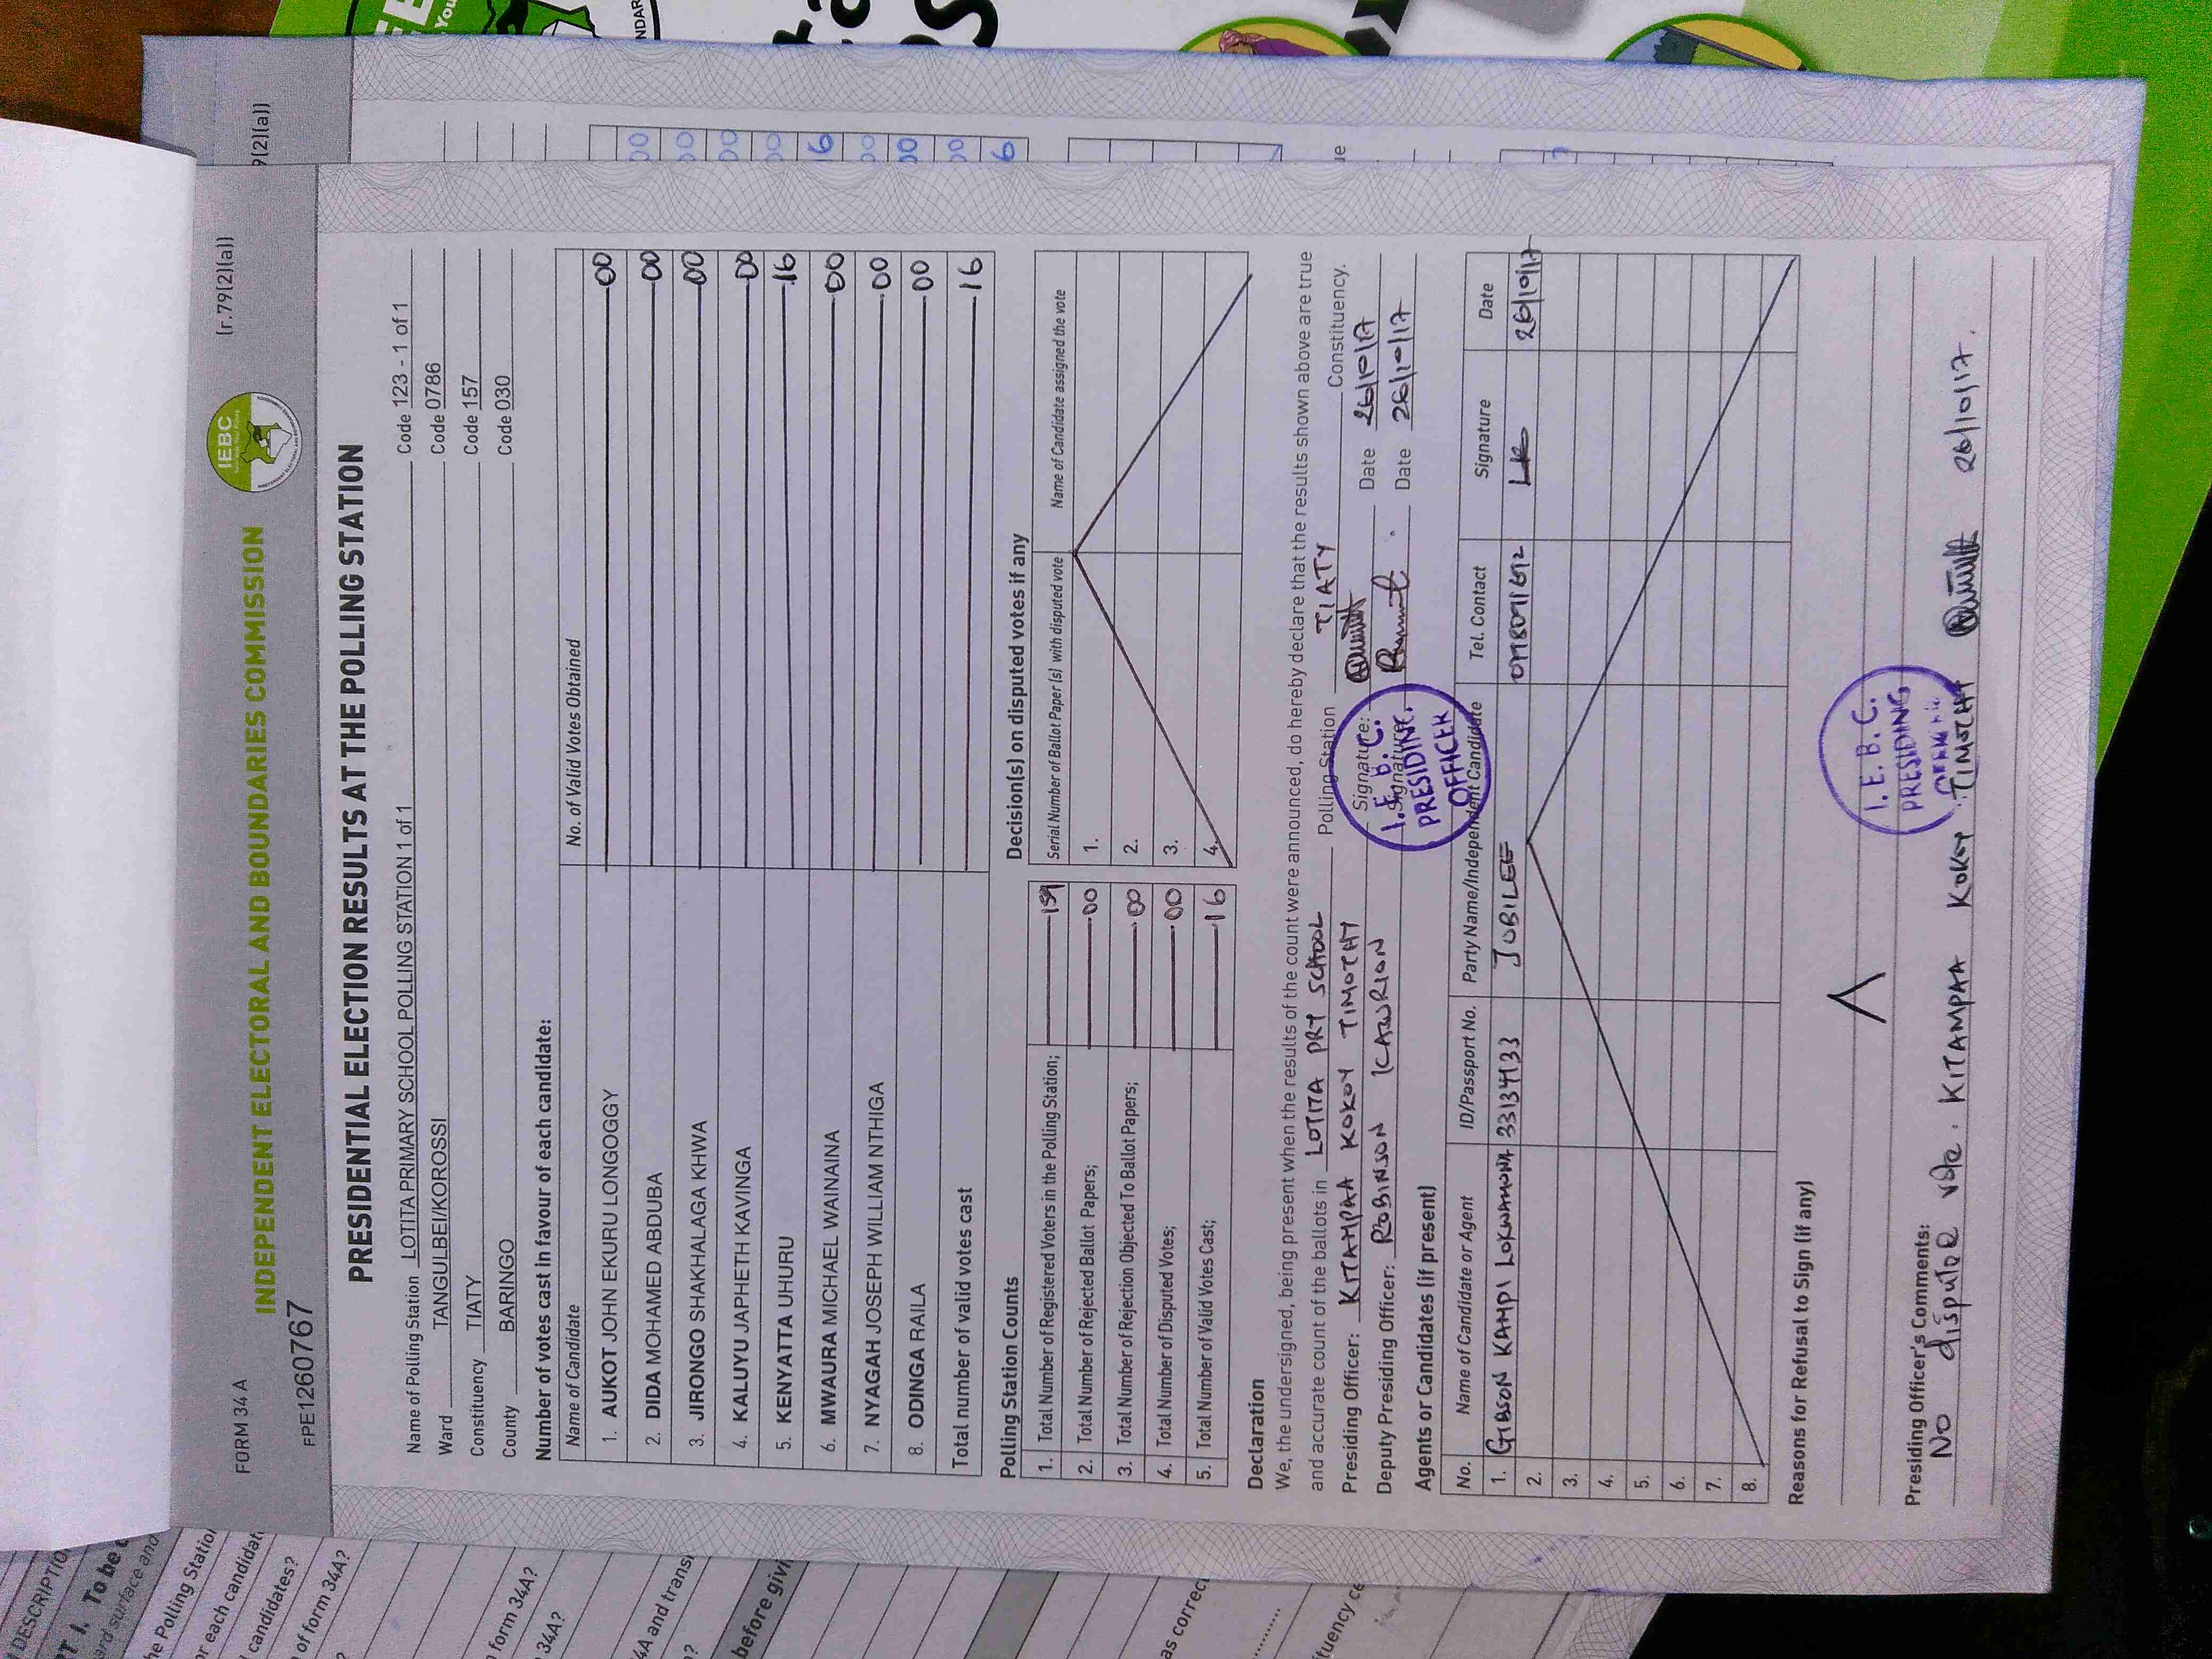 FORM 34 A
(r.79(2)(a))
INDEPENDENT ELECTORAL AND BOUNDARIES COMMISSION
IEBC
FPE1260767
PRESIDENTIAL ELECTION RESULTS AT THE POLLING STATION
Name of Polling Station LOTITA PRIMARY SCHOOL POLLING STATION 1 of 1 Code 123 - 1 of 1
Ward TANGULBEI/KOROSSI Code 0786
Constituency TIATY Code 157
County BARINGO Code 030
Number of votes cast in favour of each candidate:
Name of Candidate No. of Valid Votes Obtained
1. AUKOT JOHN EKURU LONGOGGY 00
2. DIDA MOHAMED ABDUBA 00
3. JIRONGO SHAKHALAGA KHWA 00
4. KALUYU JAPHETH KAVINGA 00
5. KENYATTA UHURU 16
6. MWAURA MICHAEL WAINAINA 00
7. NYAGAH JOSEPH WILLIAM NTHIGA 00
8. ODINGA RAILA 00
Total number of valid votes cast 16
Polling Station Counts
1. Total Number of Registered Voters in the Polling Station;
2. Total Number of Rejected Ballot Papers; 00
3. Total Number of Rejection Objected To Ballot Papers; 00
4. Total Number of Disputed Votes; 00
5. Total Number of Valid Votes Cast; 16
Decision(s) on disputed votes if any
Serial Number of Ballot Paper (s) with disputed vote Name of Candidate assigned the vote
1.
2.
3.
4.
Declaration
We, the undersigned, being present when the results of the count were announced, do hereby declare that the results shown above are true
and accurate count of the ballots in LOTITA PRY SCHOOL Polling Station TIATY Constituency.
Presiding Officer: KITAMPAA KOKOY TIMOTHY Signature: Date 26/10/17
Deputy Presiding Officer: ROBINSON KAWRION Signature: Date 26/10/17
I.E.B.C.
PRESIDING
OFFICER
Agents or Candidates (if present)
No. Name of Candidate or Agent ID/Passport No. Party Name/Independent Candidate Tel. Contact Signature Date
1. GIBSON KAMPI 33134133 JUBILEE 26/10/17
2.
3.
4.
5.
6.
7.
8.
Reasons for Refusal to Sign (if any)
I.E.B.C.
PRESIDING
Presiding Officer's Comments:
No dispute vote. KITAMPAA KOKOY TIMOTHY 26/10/17.